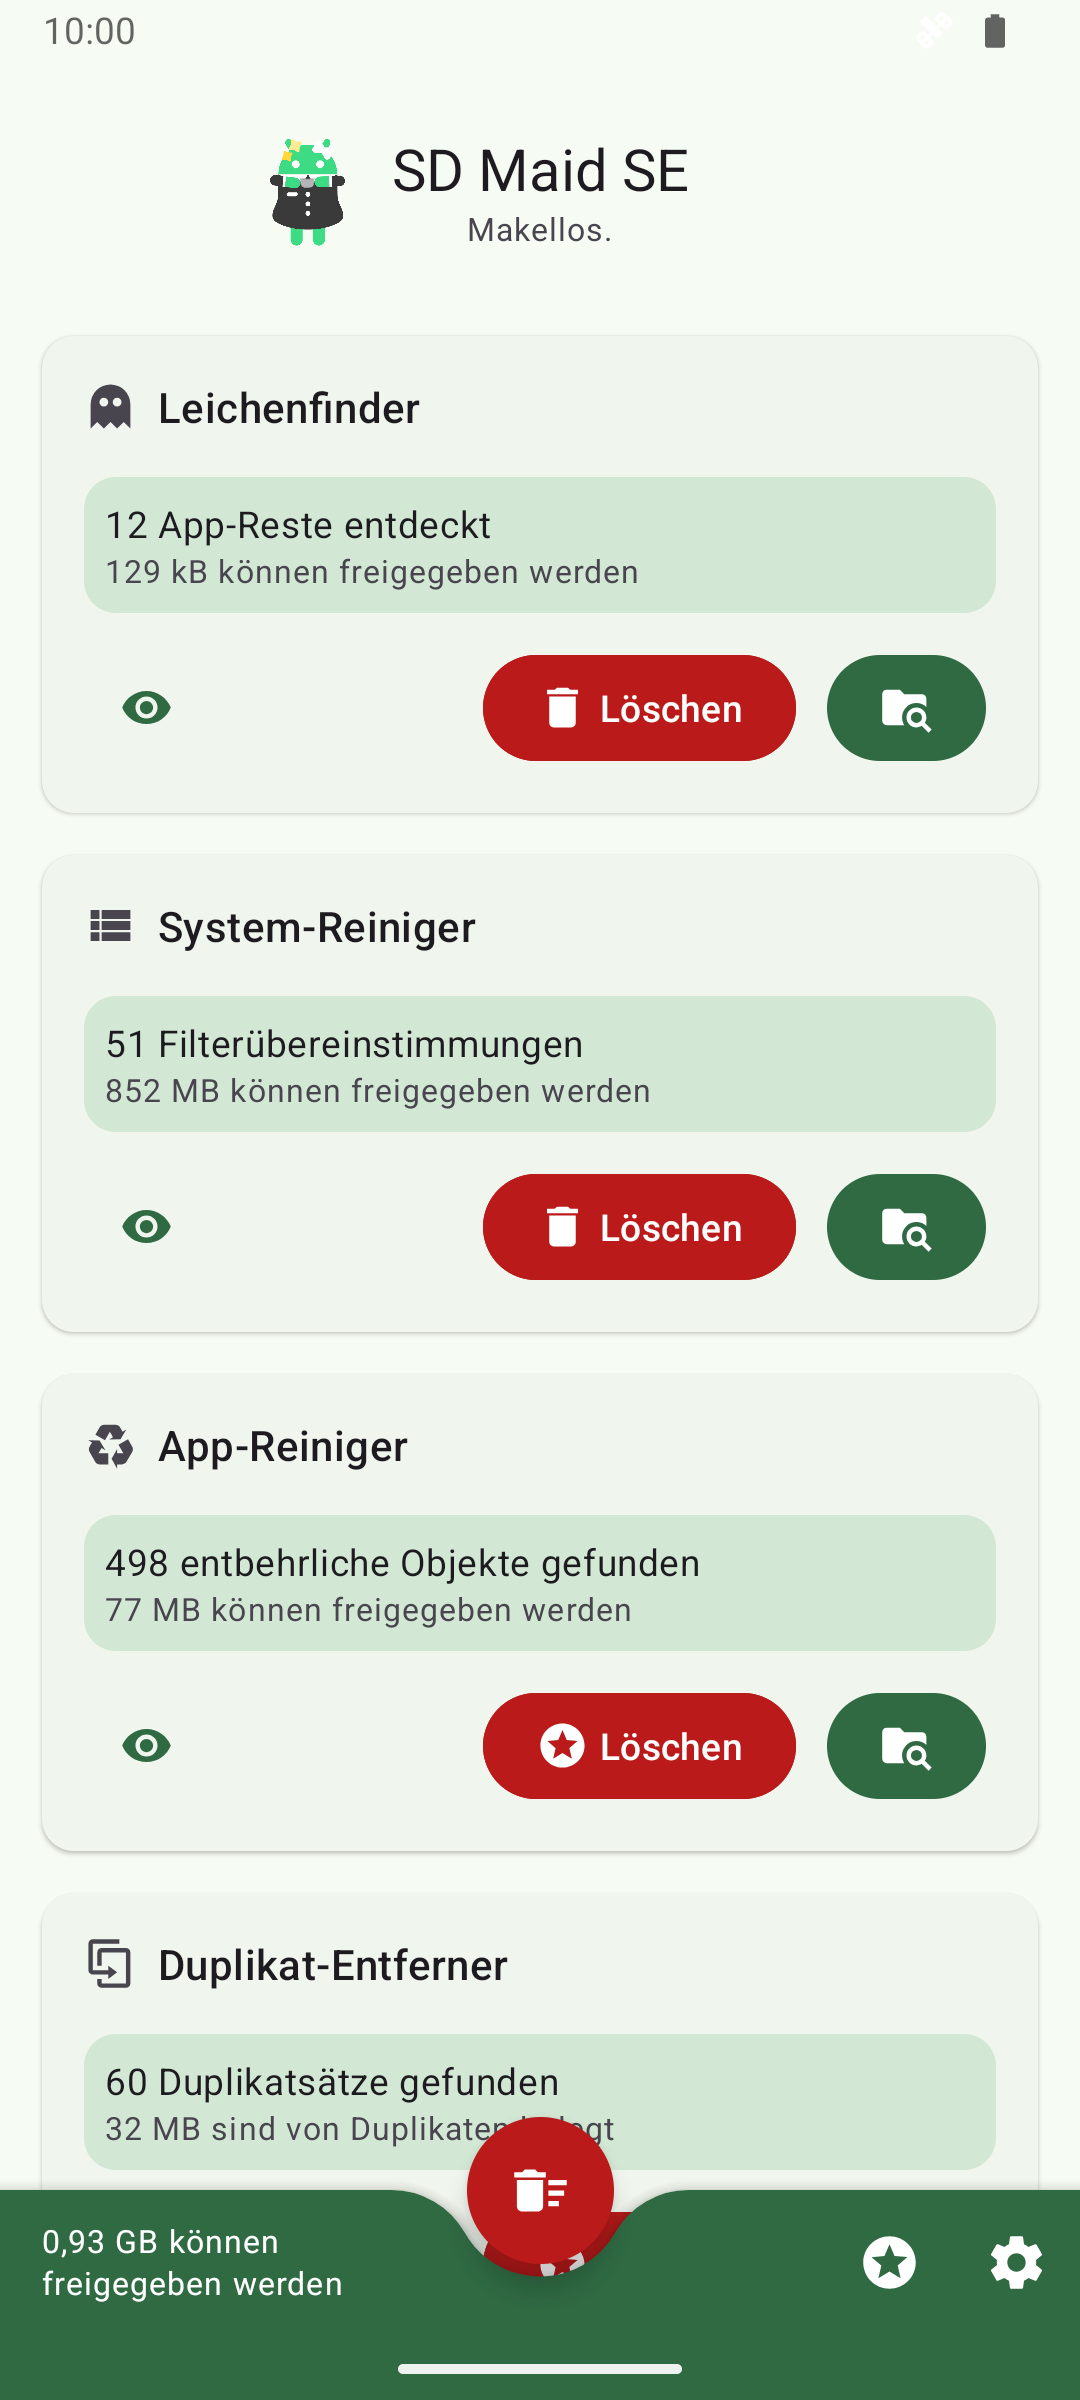 10:00
SD Maid SE
Makellos.
Leichenfinder
12 App-Reste entdeckt
129 kB können freigegeben werden
Löschen
System-Reiniger
51 Filterübereinstimmungen
852 MB können freigegeben werden
Löschen
App-Reiniger
498 entbehrliche Objekte gefunden
77 MB können freigegeben werden
Löschen
Duplikat-Entferner
60 Duplikatsätze gefunden
32 MB sind von Duplikaten
0,93 GB können
freigegeben werden